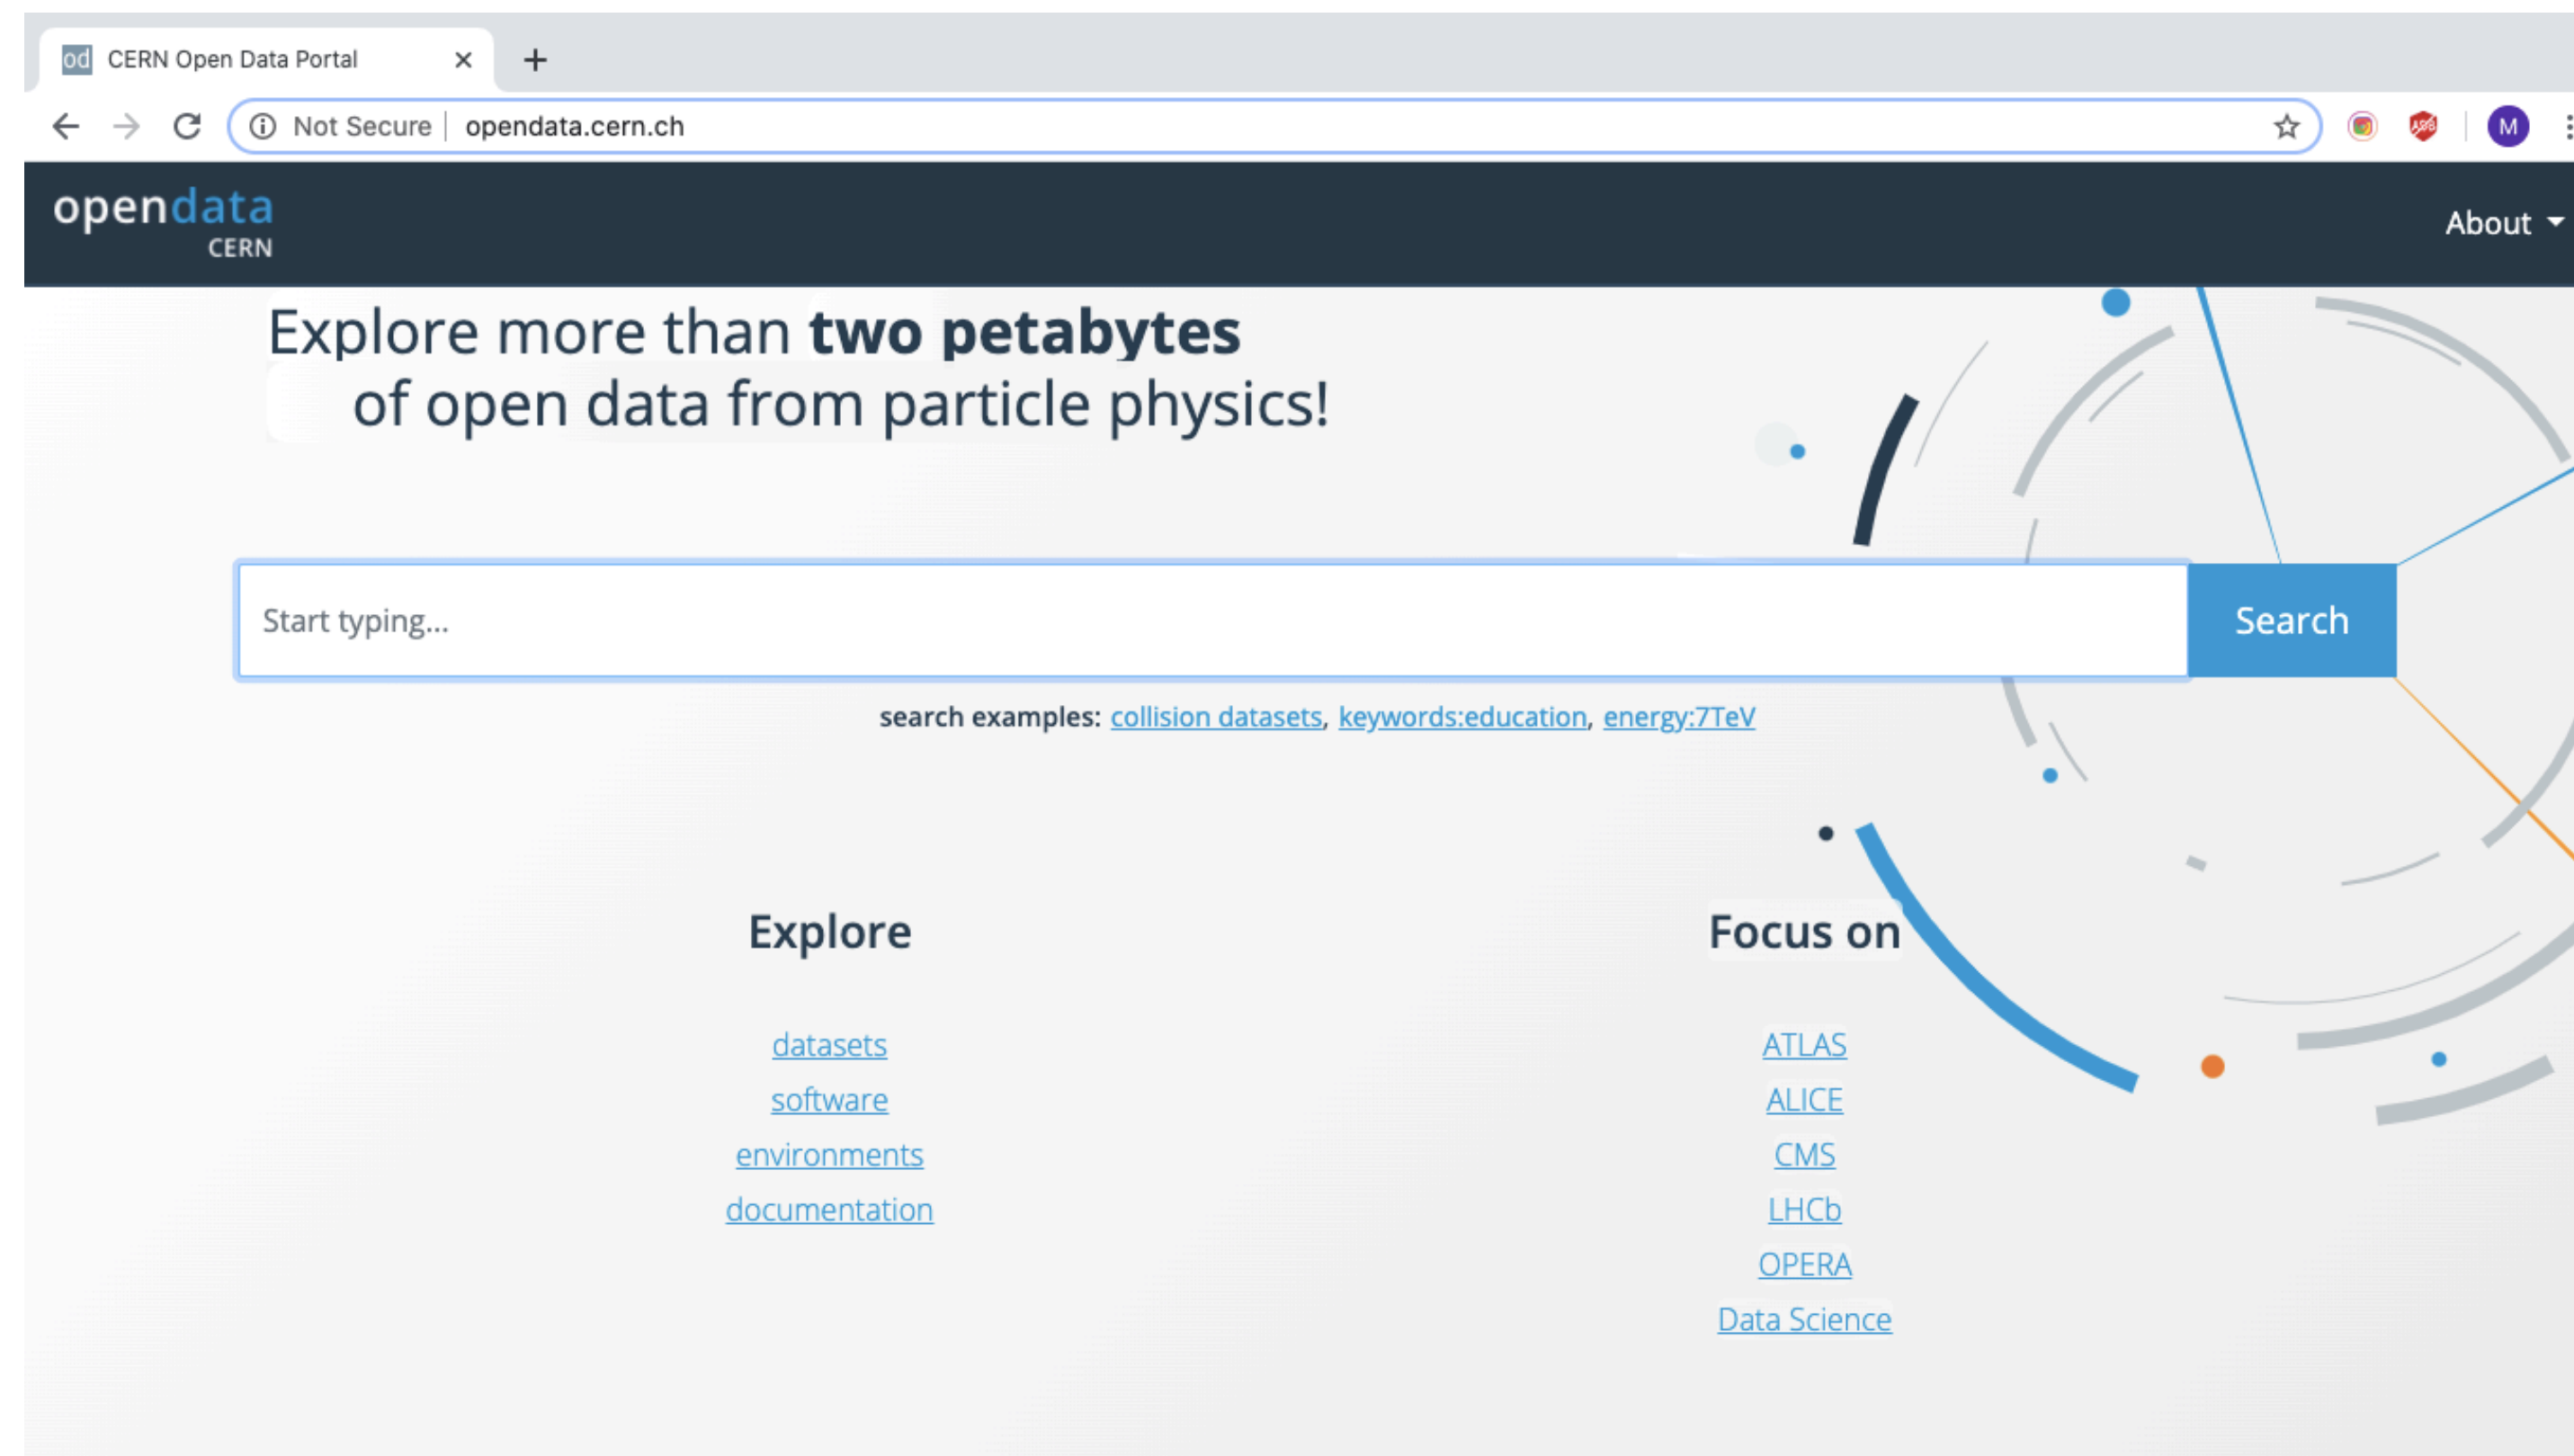 od CERN Open Data Portal
Not Secure opendata.cern.ch
ABP
M
opendata
CERN
About
Explore more than two petabytes
of open data from particle physics!
Start typing...
Search
search examples: collision datasets, keywords:education, energy:7TeV
Explore
datasets
software
environments
documentation
Focus on
ATLAS
ALICE
CMS
LHCb
OPERA
Data Science